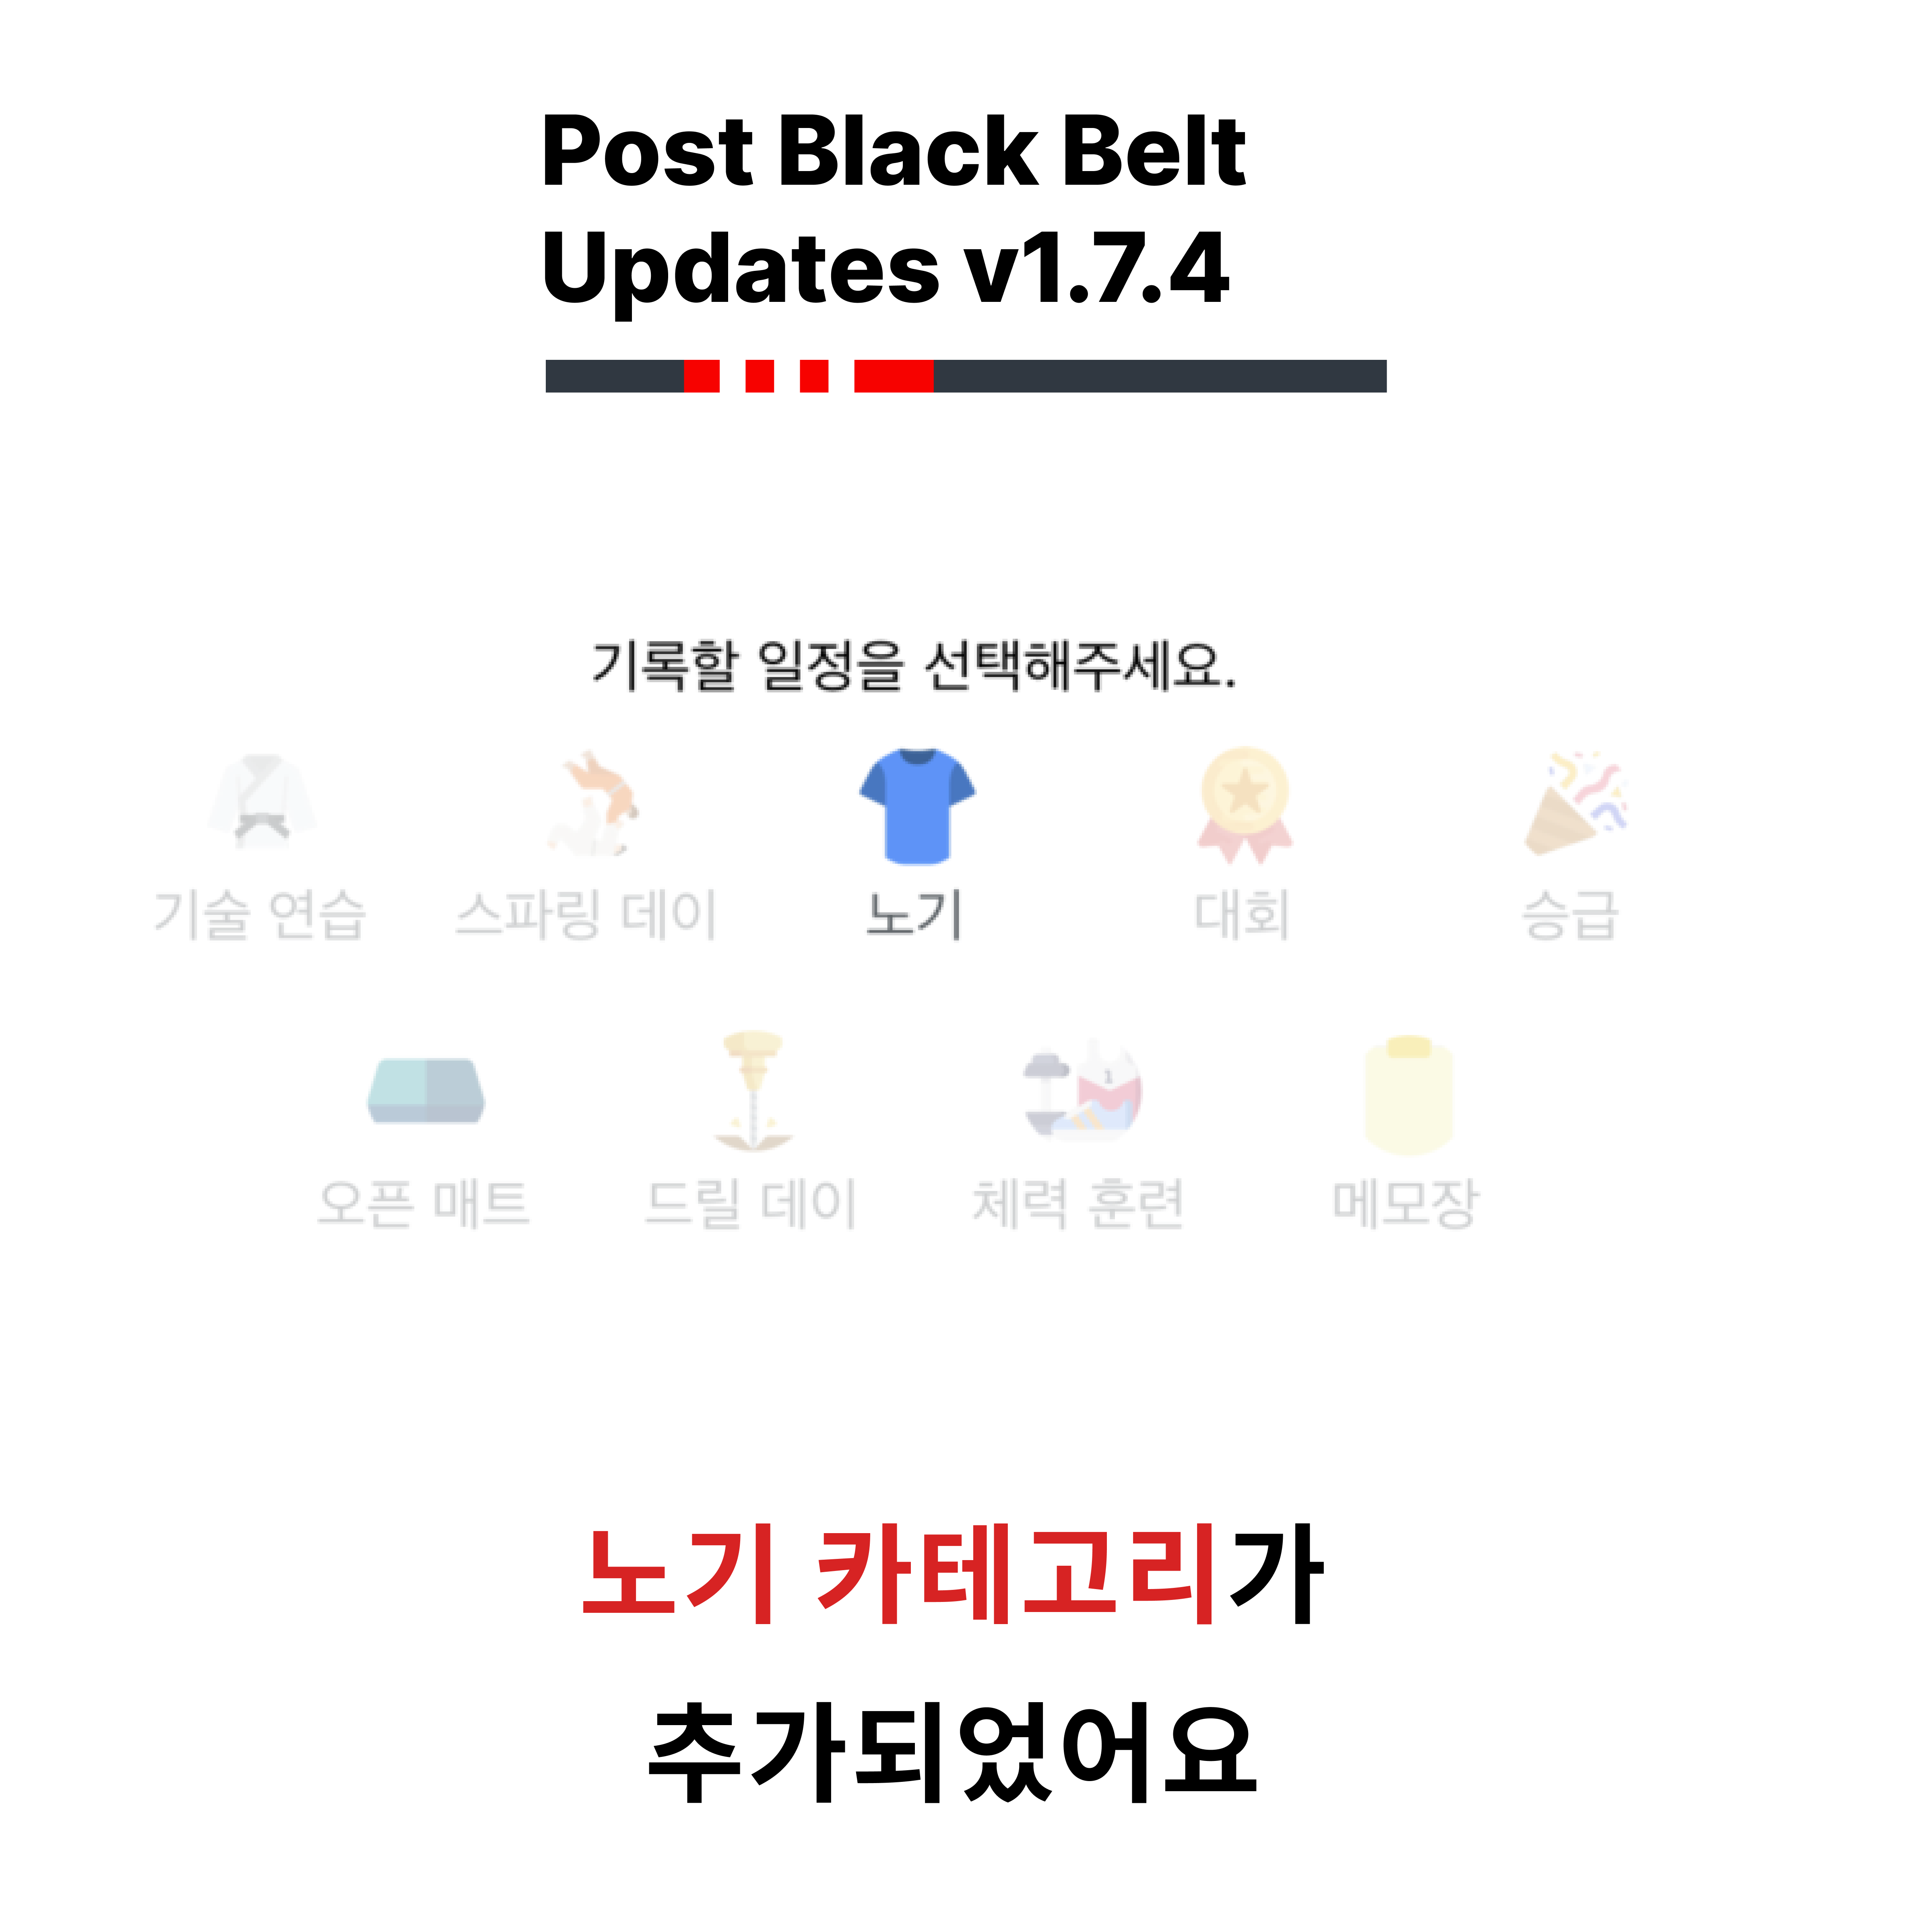 Post Black Belt
Updates v1.7.4
기록할 일정을 선택해주세요.
기술 연습 스파링 데이 노기 대회 승급
1
오픈 매트 드릴 데이 체력 훈련 메모장
노기 카테고리가
추가되었어요